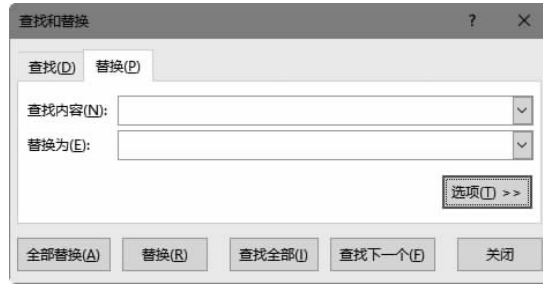 查找和替换 ? ×
查找(D) 替换(P)
查找内容(N):
替换为(E):
选项(T) >>
全部替换(A) 替换(R) 查找全部(I) 查找下一个(F) 关闭